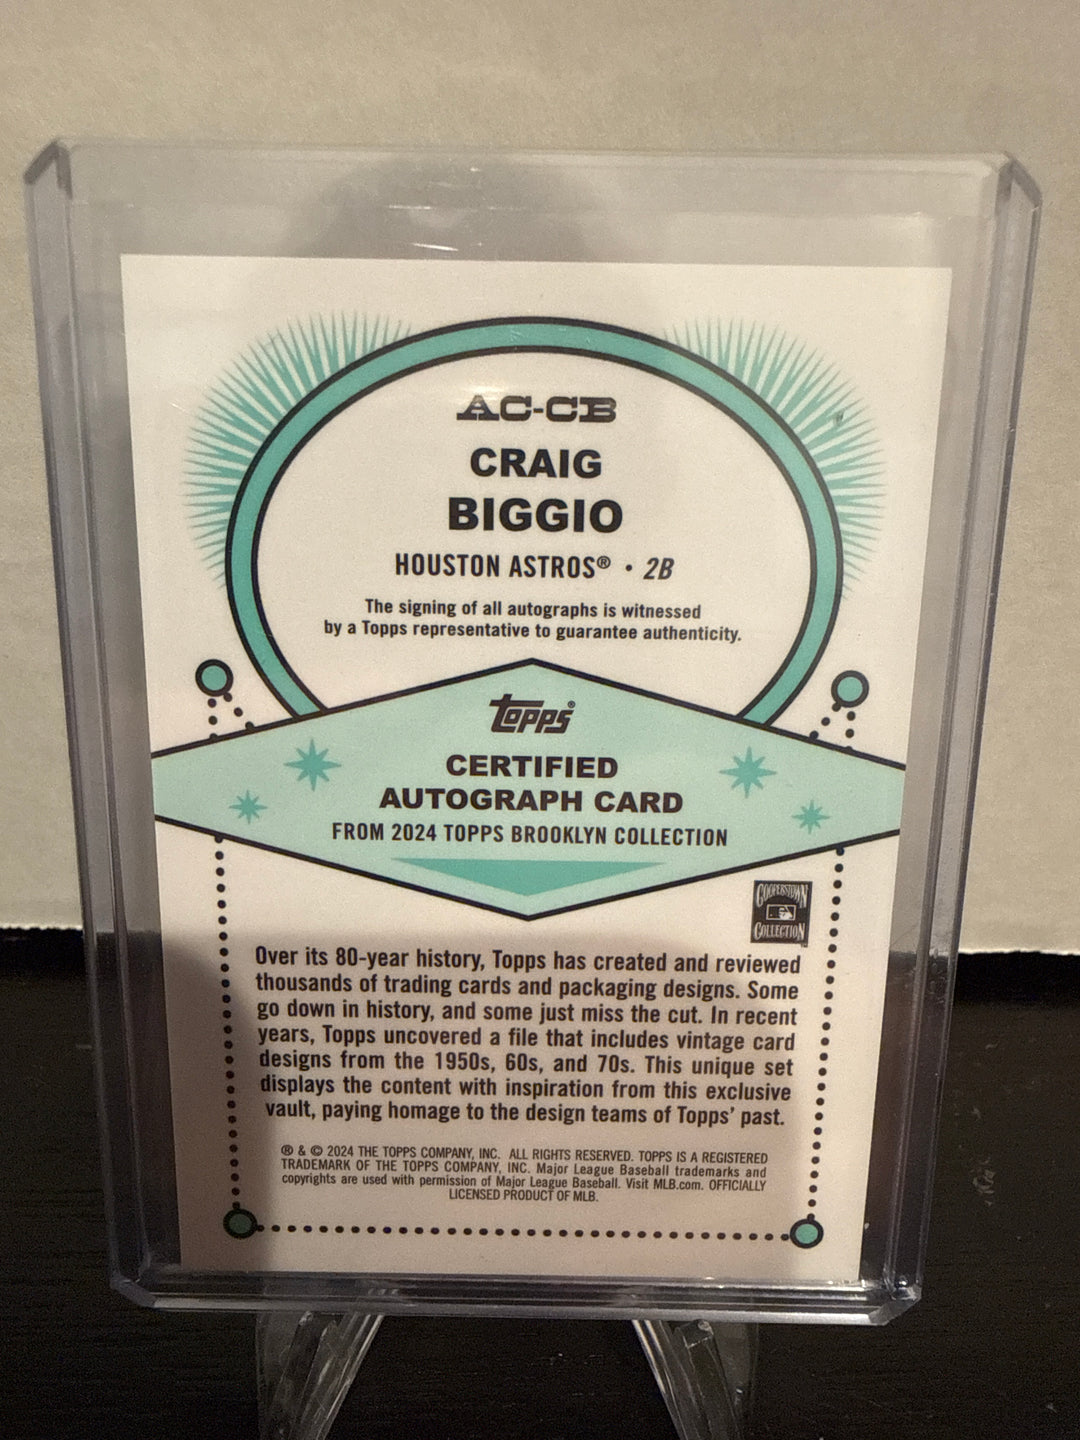 AC-CB
CRAIG
BIGGIO
HOUSTON ASTROS® • 2B
The signing of all autographs is witnessed
by a Topps representative to guarantee authenticity.
topps®
CERTIFIED
AUTOGRAPH CARD
FROM 2024 TOPPS BROOKLYN COLLECTION
COOPERSTOWN
COLLECTION
Over its 80-year history, Topps has created and reviewed
thousands of trading cards and packaging designs. Some
go down in history, and some just miss the cut. In recent
years, Topps uncovered a file that includes vintage card
designs from the 1950s, 60s, and 70s. This unique set
displays the content with inspiration from this exclusive
vault, paying homage to the design teams of Topps' past.
® & © 2024 THE TOPPS COMPANY, INC. ALL RIGHTS RESERVED. TOPPS IS A REGISTERED
TRADEMARK OF THE TOPPS COMPANY, INC. Major League Baseball trademarks and
copyrights are used with permission of Major League Baseball. Visit MLB.com. OFFICIALLY
LICENSED PRODUCT OF MLB.